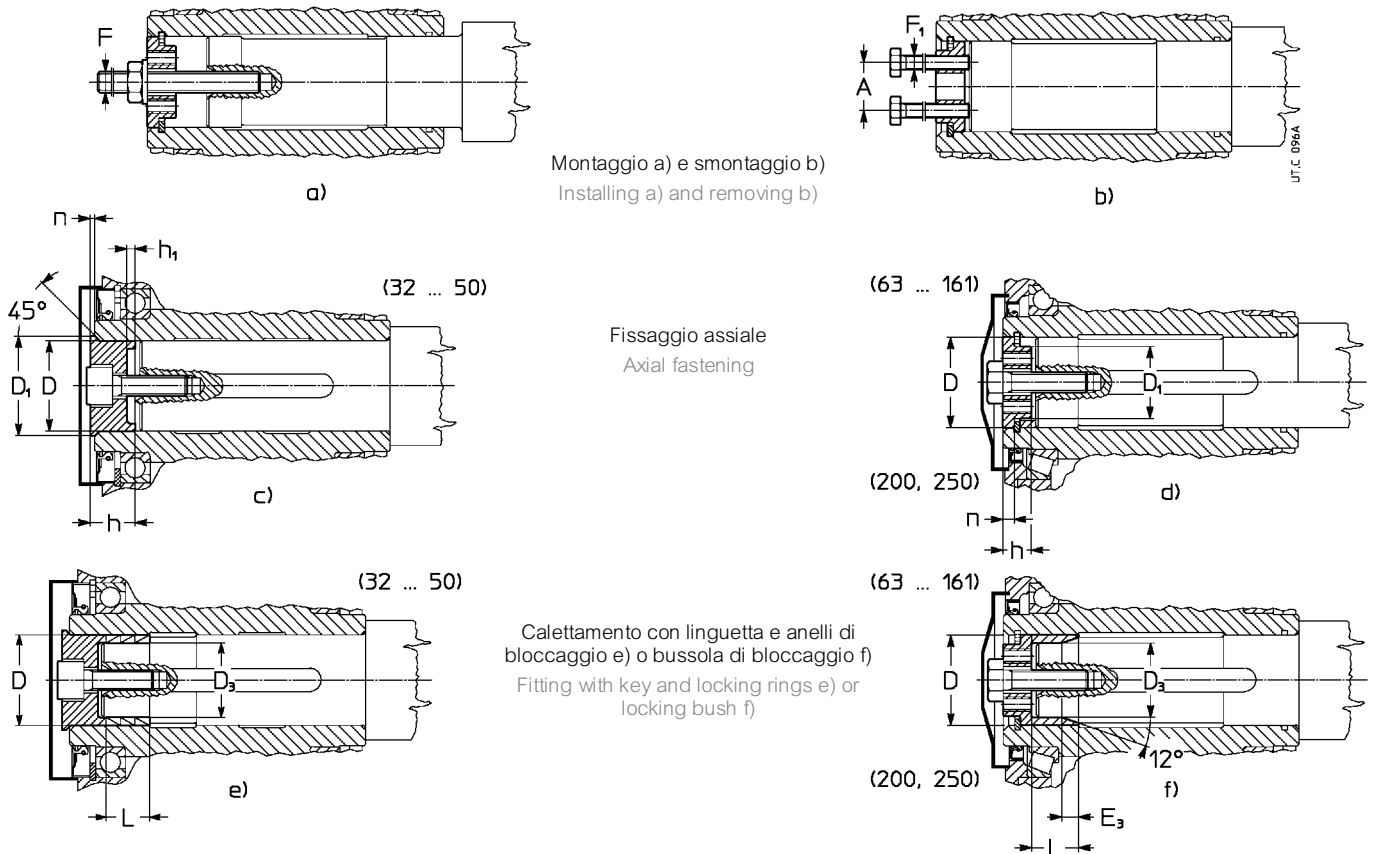 F
a)
Montaggio a) e smontaggio b)
Installing a) and removing b)
F₁
A
b)
UT.C 096A
n
h₁
45°
(32 ... 50)
D₁
D
h
c)
Fissaggio assiale
Axial fastening
(63 ... 161)
D
D₁
(200, 250)
n
h
d)
(32 ... 50)
D
D₃
L
e)
Calettamento con linguetta e anelli di
bloccaggio e) o bussola di bloccaggio f)
Fitting with key and locking rings e) or
locking bush f)
(63 ... 161)
D
D₃
12°
(200, 250)
f)
E₃
L